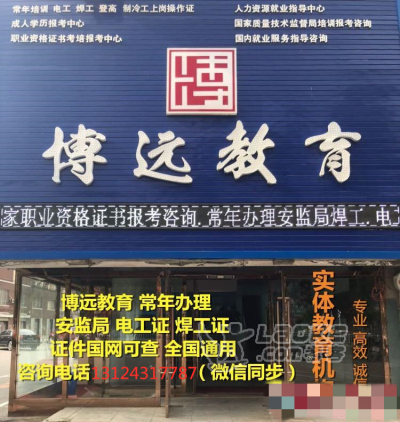 常年培训 电工 焊工 登高 制冷工上岗操作证
成人学历报考中心
职业资格证书考培报考中心
人力资源就业指导中心
国家质量技术监督局培训报考咨询
国内就业服务指导咨询
博远教育
家职业资格证书报考咨询.常年办理安监局焊工.电工
博远教育 常年办理
安监局 电工证 焊工证
证件国网可查 全国通用
咨询电话13124317787(微信同步)
实体教育机
专业 高效 诚信